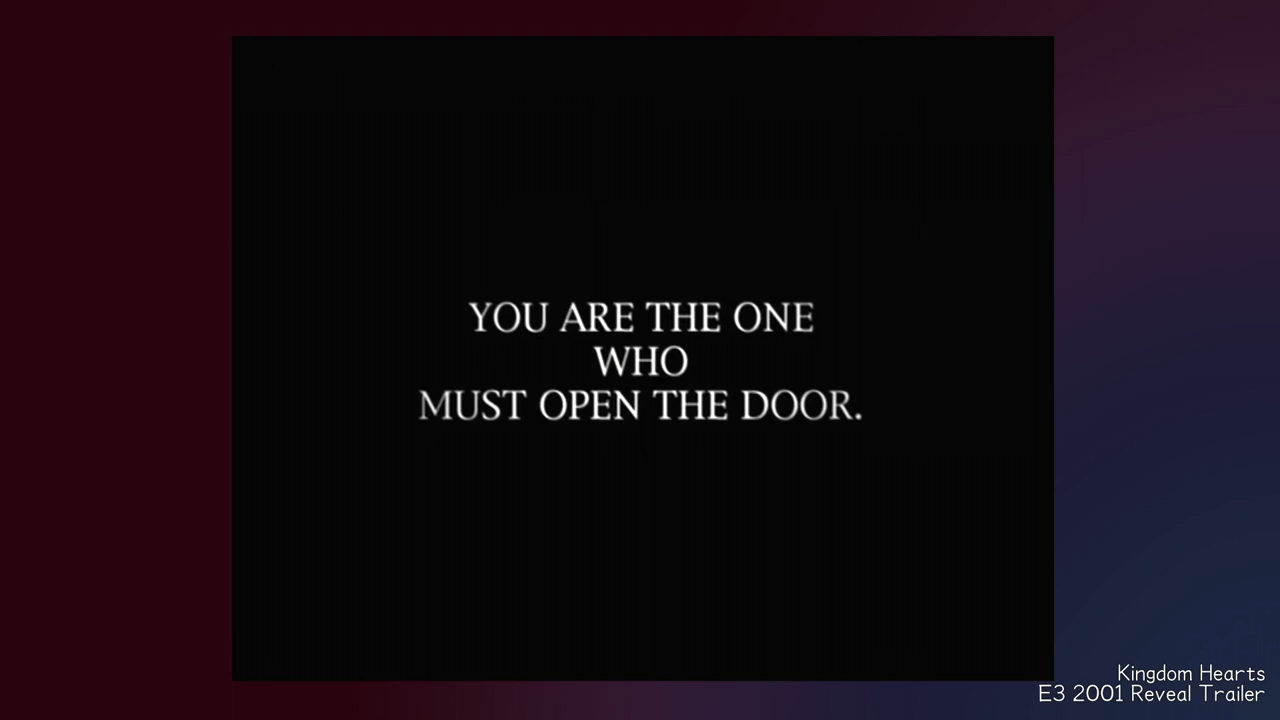 YOU ARE THE ONE
WHO
MUST OPEN THE DOOR.
Kingdom Hearts
E3 2001 Reveal Trailer